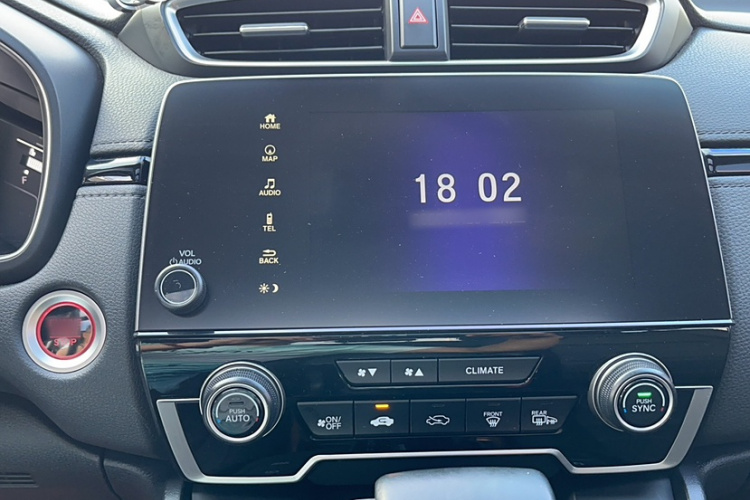 HOME
MAP
AUDIO
TEL
BACK
18 02
VOL
AUDIO
F
CLIMATE
PUSH
AUTO
ON/
OFF
FRONT
REAR
PUSH
SYNC